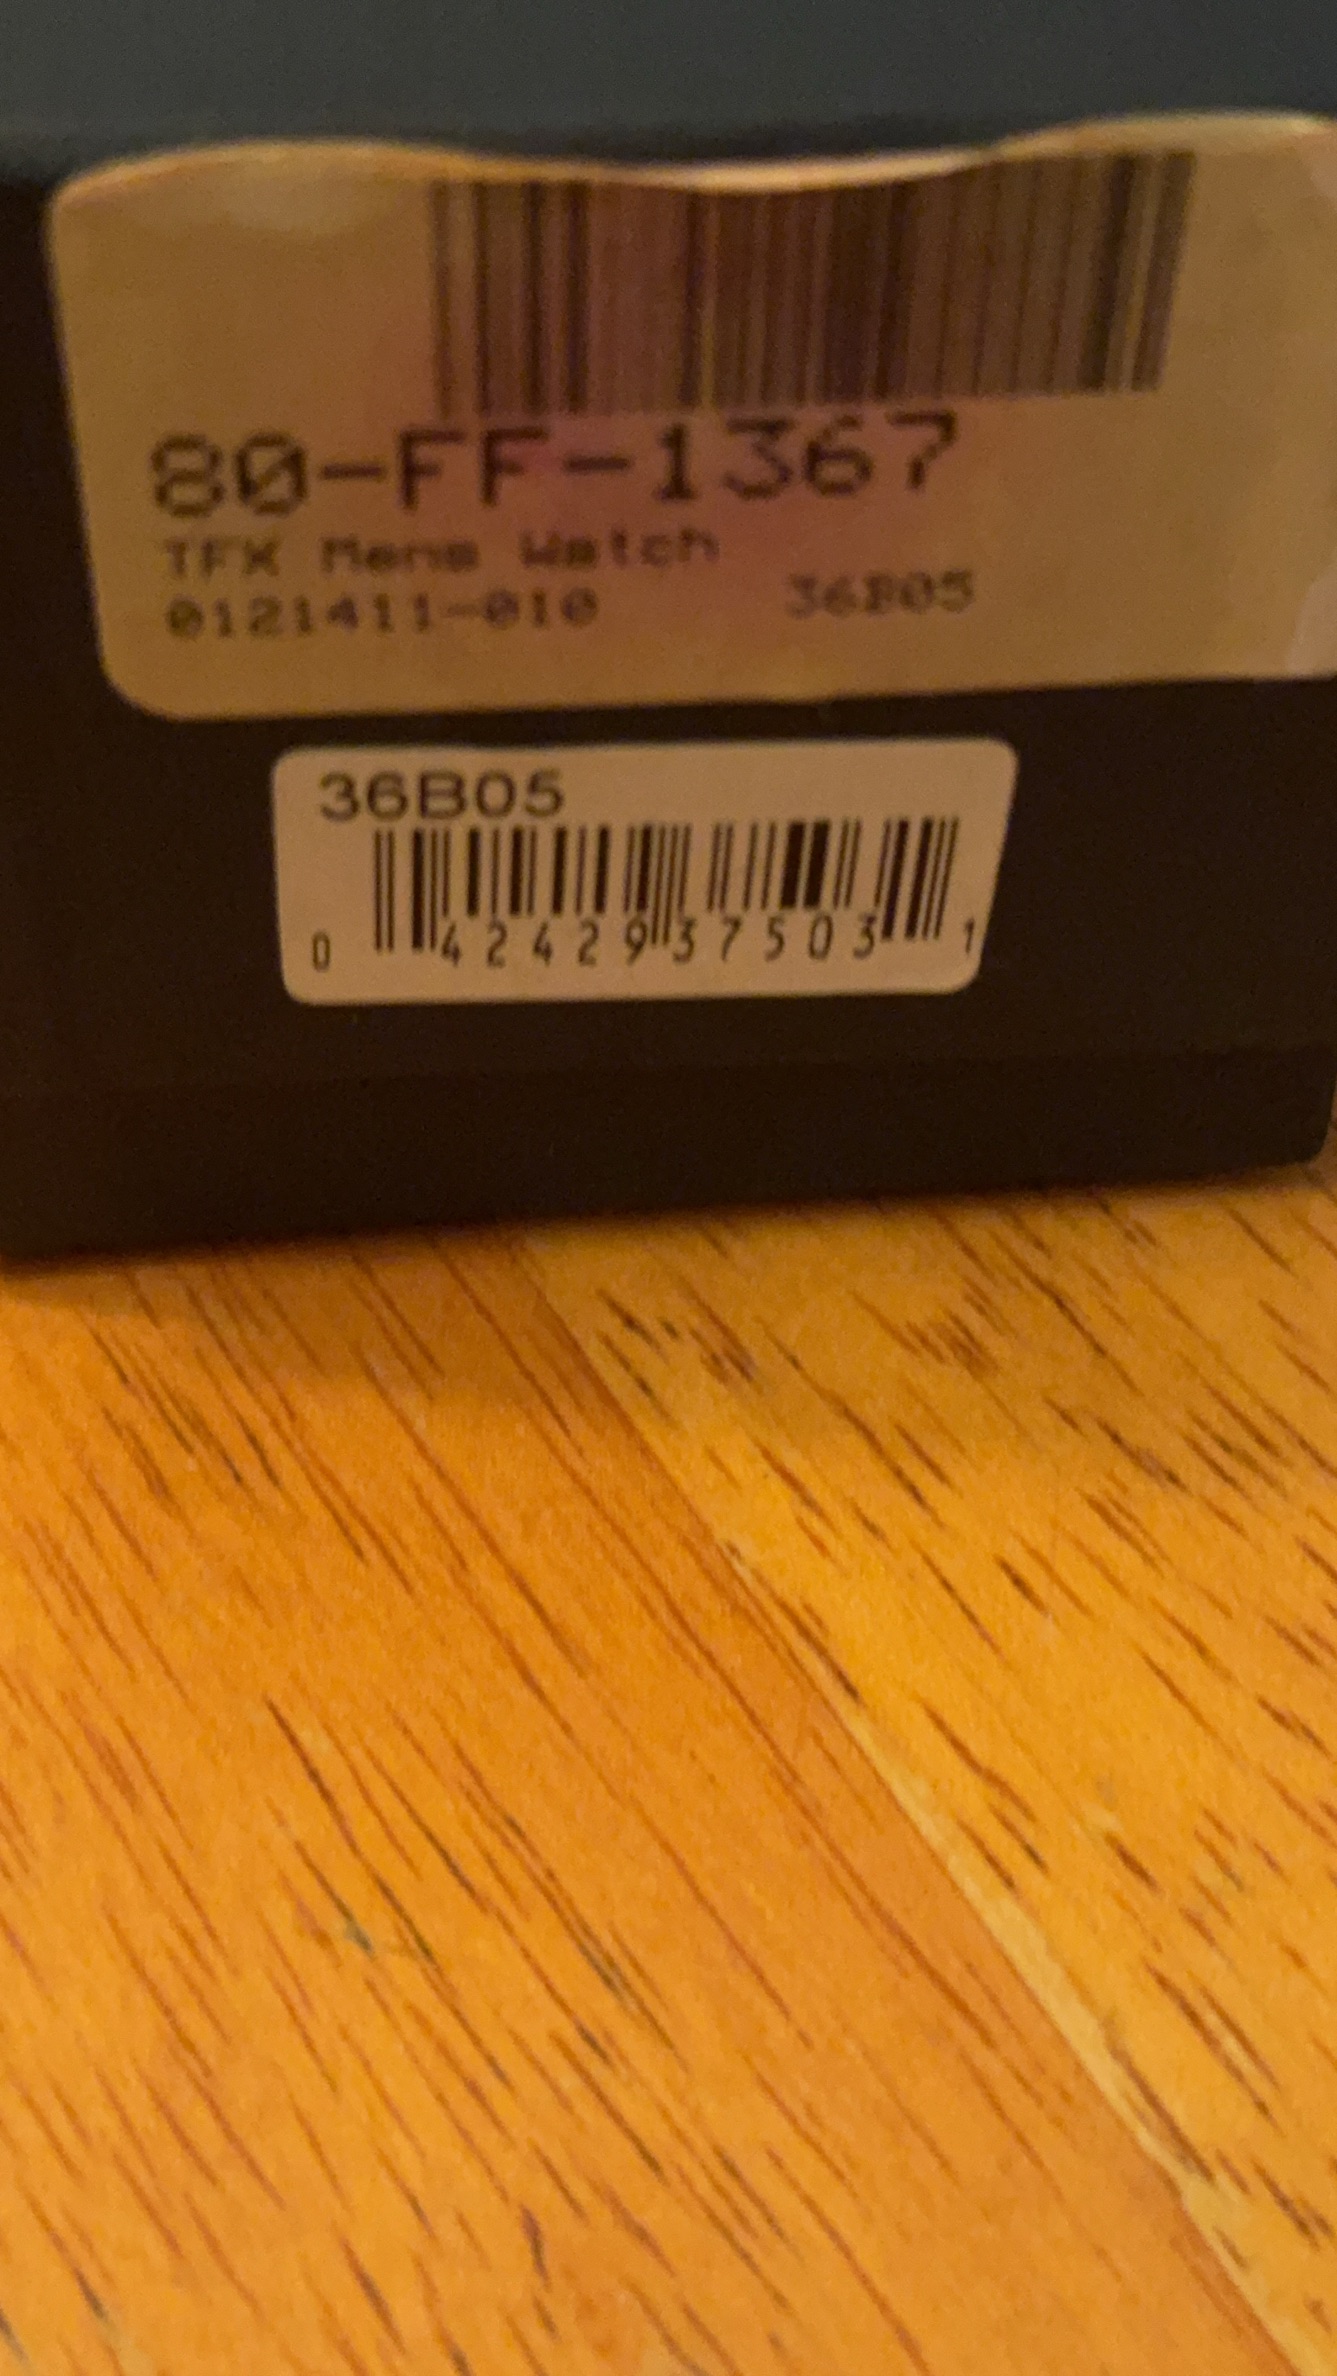 80-FF-1367
TFX Mens Watch
0121411-010 36B05
36B05
0 42429 37503 1